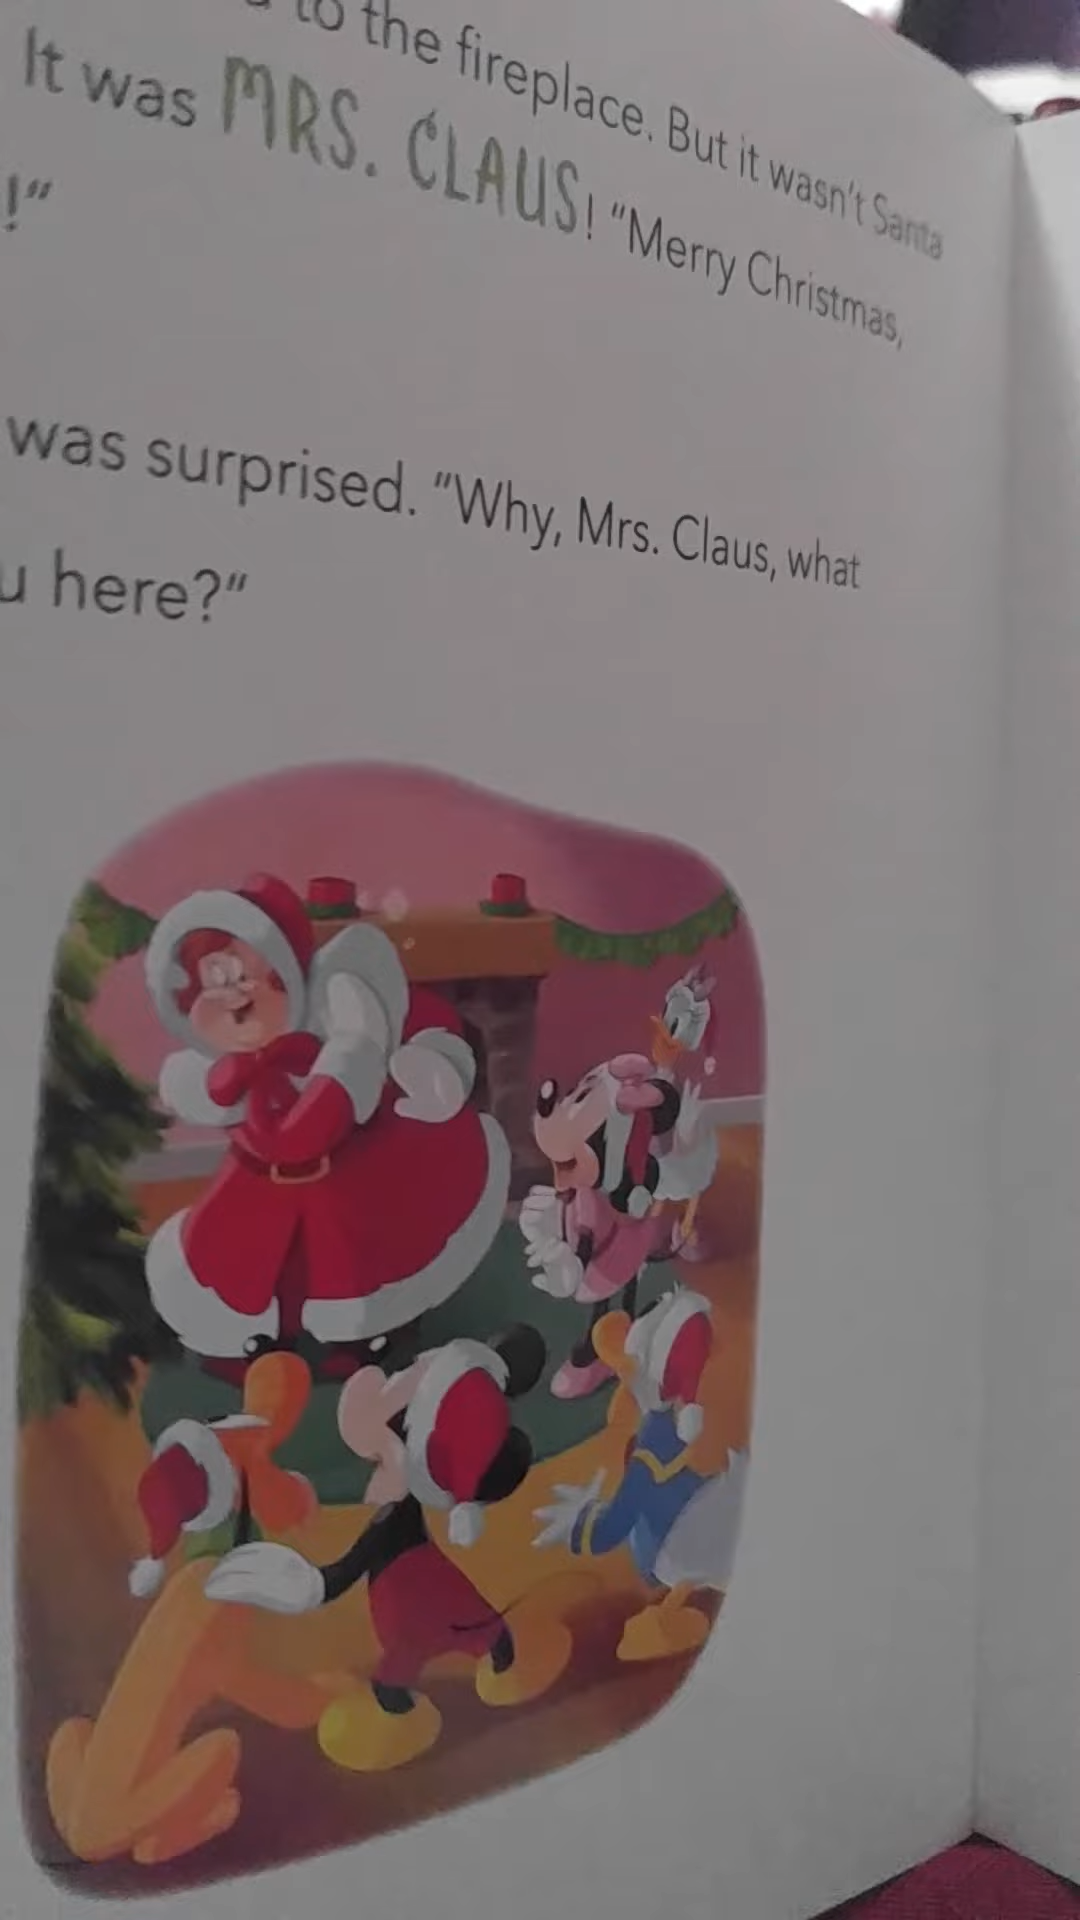 to the fireplace. But it wasn't Santa
It was MRS. CLAUS! "Merry Christmas,
!"
was surprised. "Why, Mrs. Claus, what
u here?"